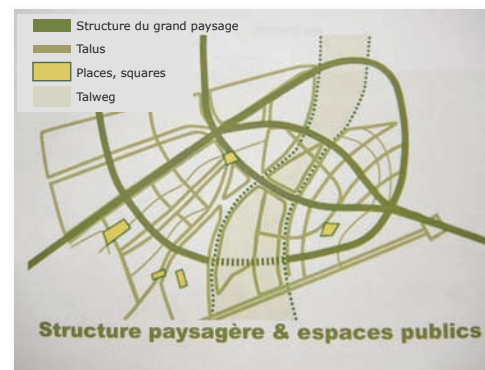 Structure du grand paysage
Talus
Places, squares
Talweg
Structure paysagère & espaces publics